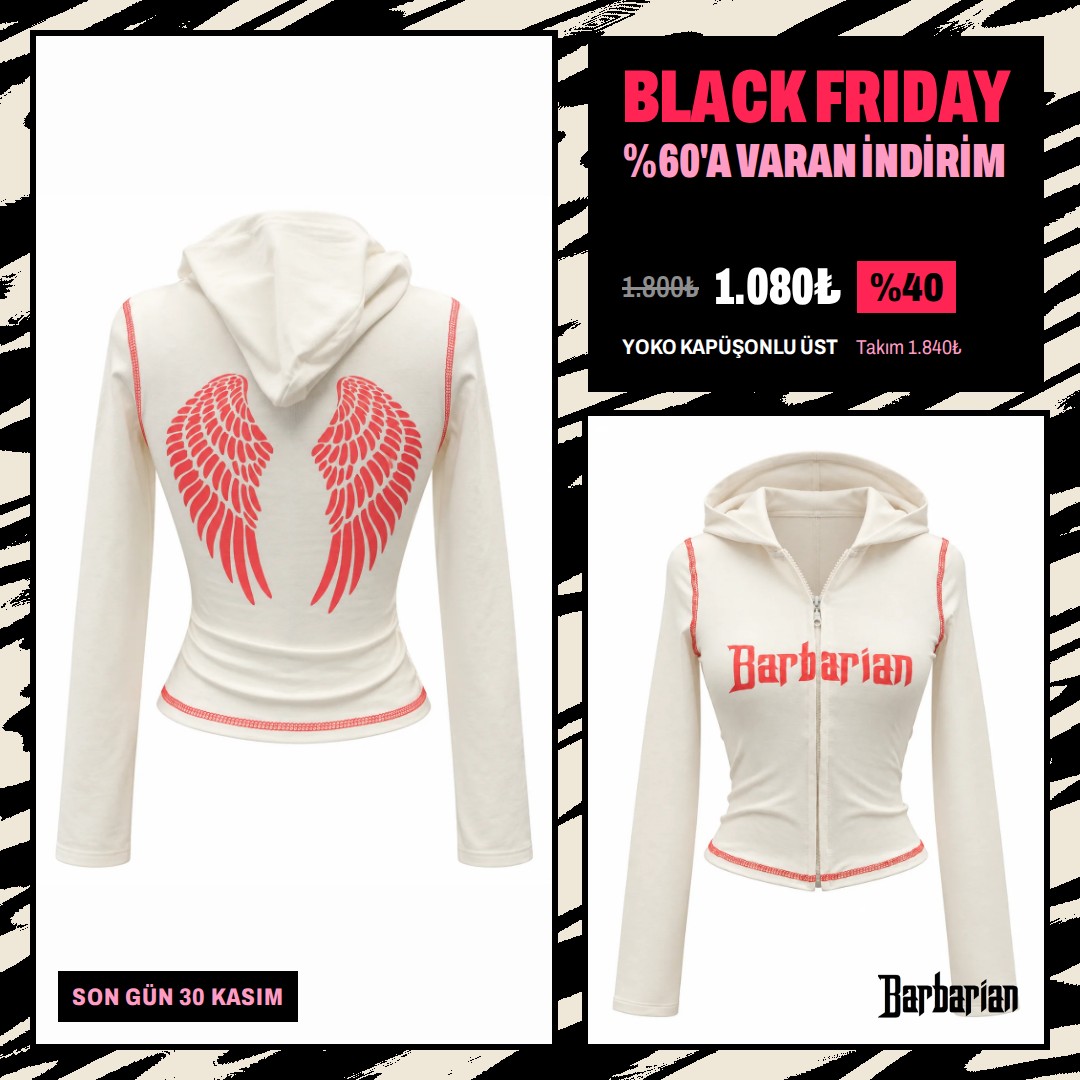 BLACK FRIDAY
%60'A VARAN İNDİRİM
1.800₺ 1.080₺ %40
YOKO KAPÜŞONLU ÜST Takım 1.840₺
Barbarian
SON GÜN 30 KASIM
Barbarian